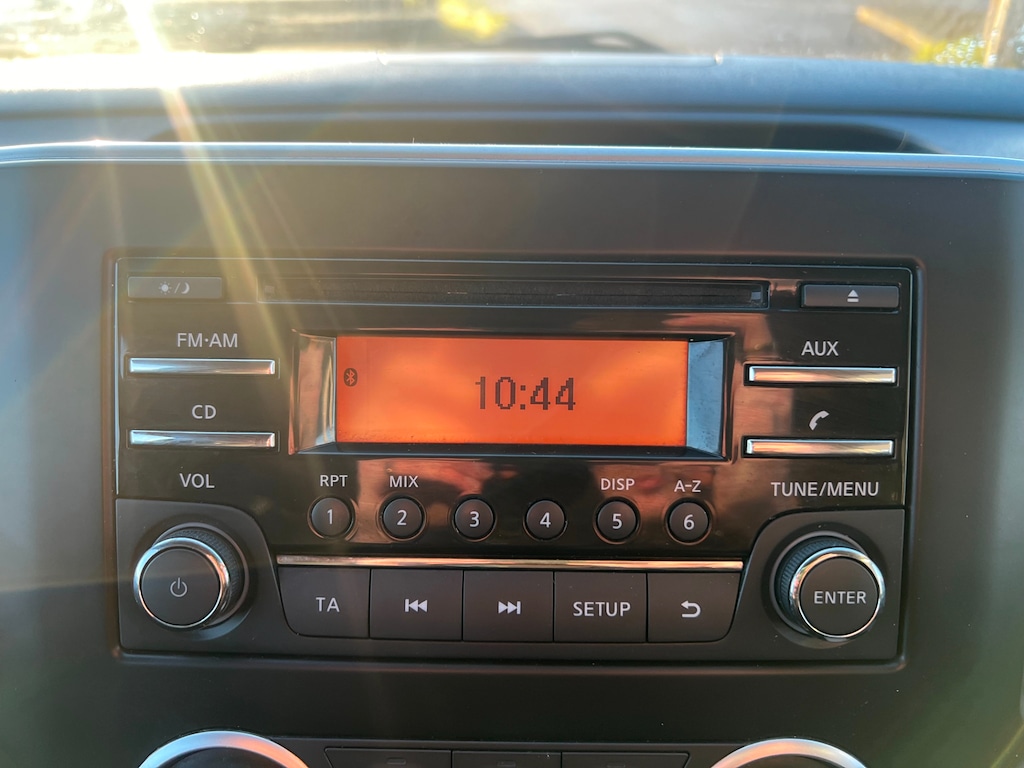 FM·AM
CD
VOL
10:44
AUX
RPT MIX DISP A-Z
1 2 3 4 5 6
TUNE/MENU
TA SETUP
ENTER